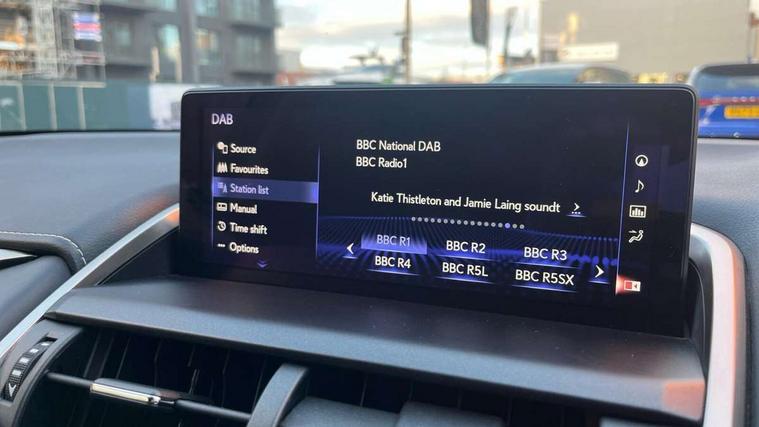 DAB
Source
Favourites
Station list
Manual
Time shift
Options
BBC National DAB
BBC Radio1
Katie Thistleton and Jamie Laing soundt
BBC R1
BBC R2
BBC R3
BBC R4
BBC R5L
BBC R5SX